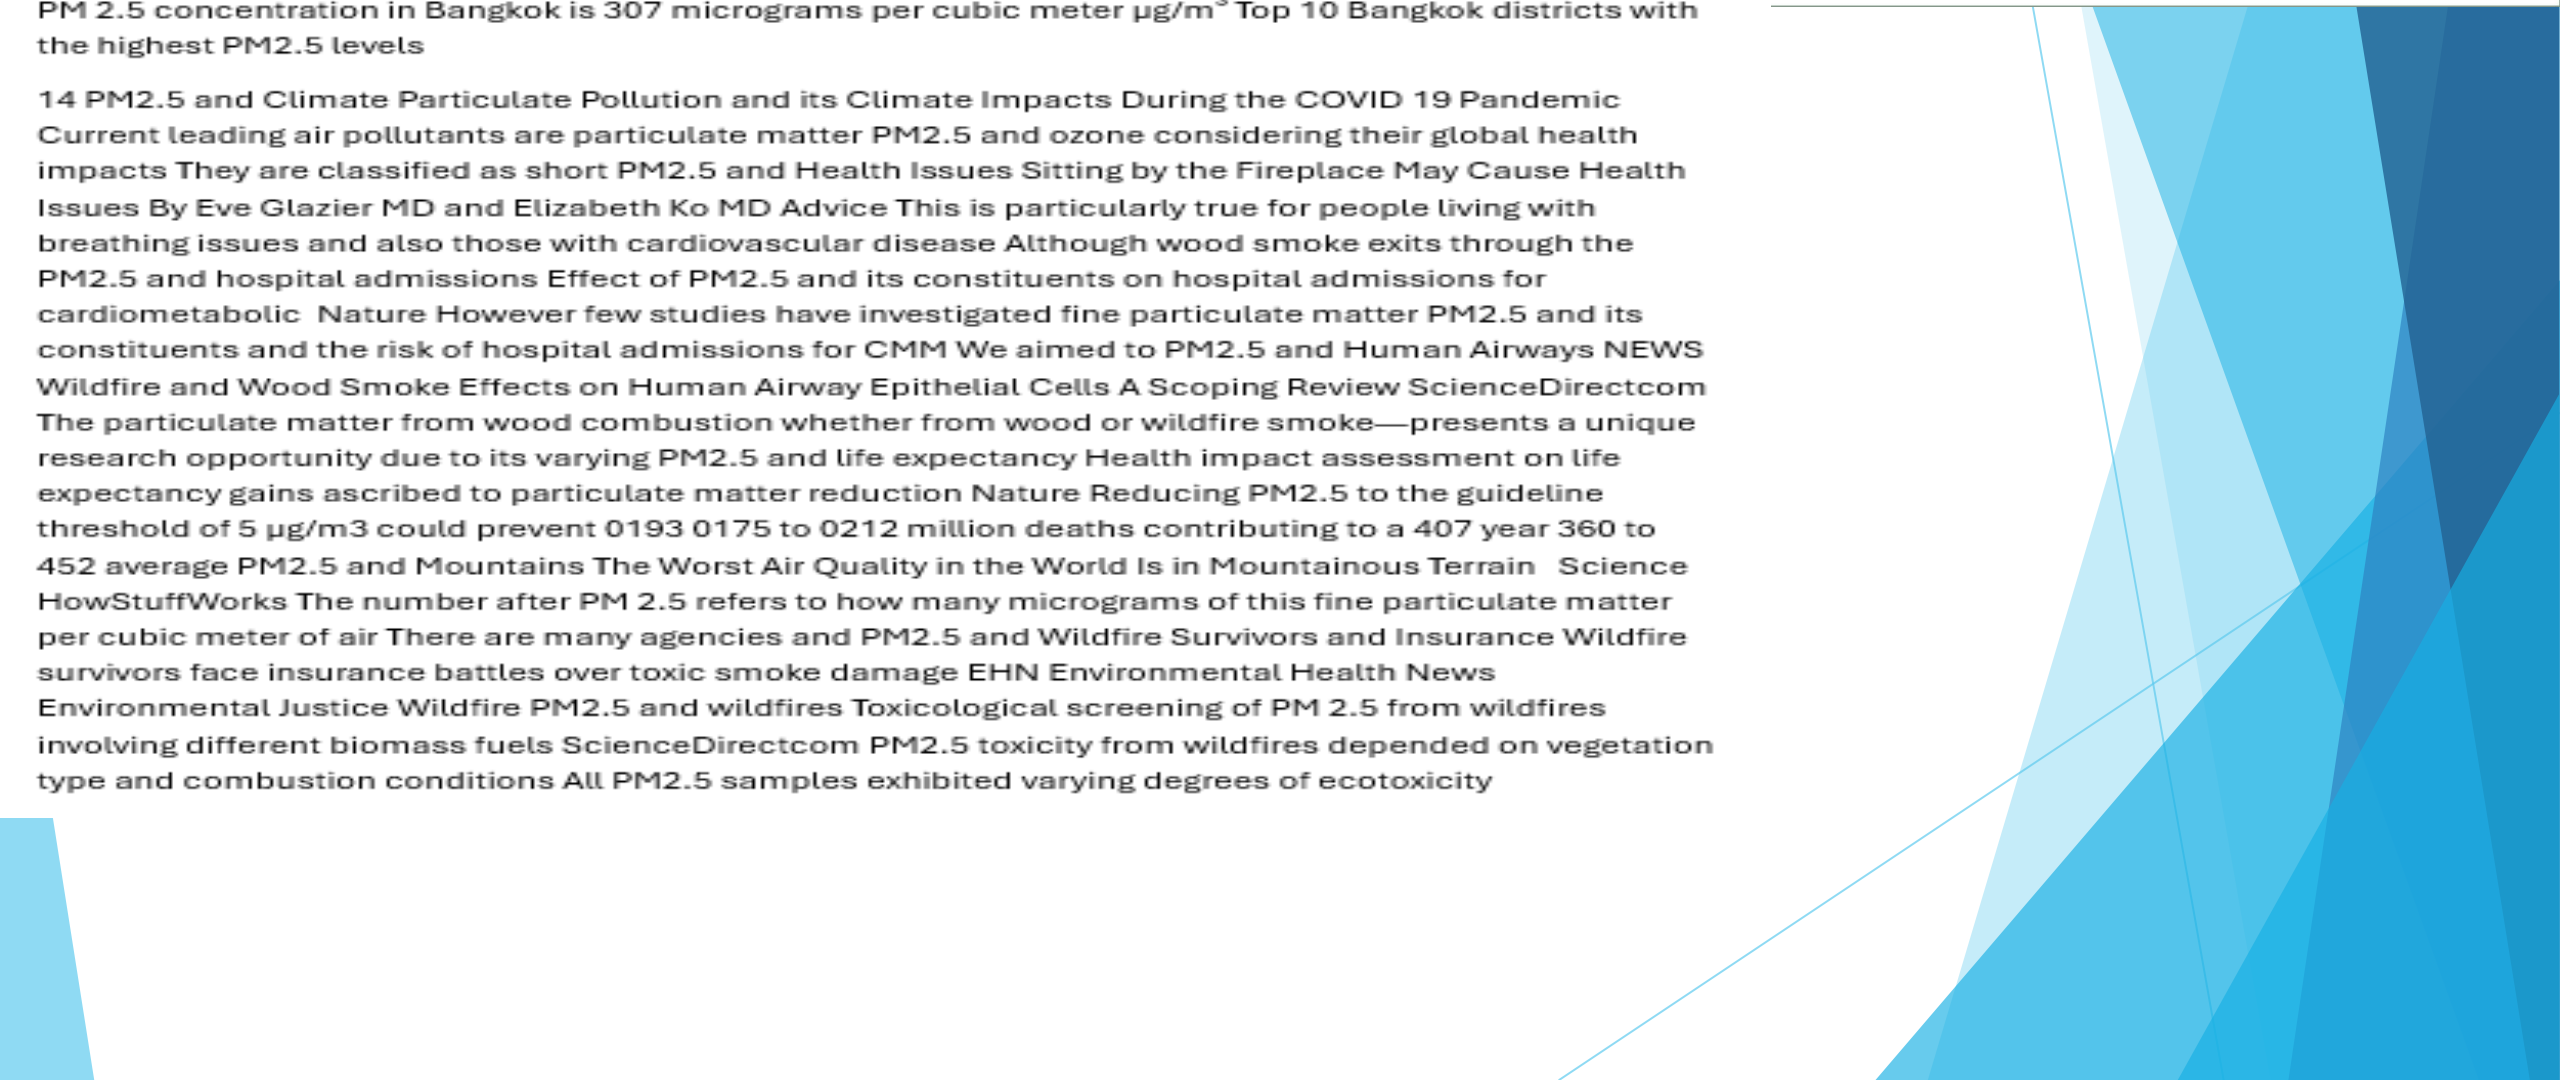 PM 2.5 concentration in Bangkok is 307 micrograms per cubic meter µg/m³ Top 10 Bangkok districts with
the highest PM2.5 levels
14 PM2.5 and Climate Particulate Pollution and its Climate Impacts During the COVID 19 Pandemic
Current leading air pollutants are particulate matter PM2.5 and ozone considering their global health
impacts They are classified as short PM2.5 and Health Issues Sitting by the Fireplace May Cause Health
Issues By Eve Glazier MD and Elizabeth Ko MD Advice This is particularly true for people living with
breathing issues and also those with cardiovascular disease Although wood smoke exits through the
PM2.5 and hospital admissions Effect of PM2.5 and its constituents on hospital admissions for
cardiometabolic  Nature However few studies have investigated fine particulate matter PM2.5 and its
constituents and the risk of hospital admissions for CMM We aimed to PM2.5 and Human Airways NEWS
Wildfire and Wood Smoke Effects on Human Airway Epithelial Cells A Scoping Review ScienceDirectcom
The particulate matter from wood combustion whether from wood or wildfire smoke—presents a unique
research opportunity due to its varying PM2.5 and life expectancy Health impact assessment on life
expectancy gains ascribed to particulate matter reduction Nature Reducing PM2.5 to the guideline
threshold of 5 µg/m3 could prevent 0193 0175 to 0212 million deaths contributing to a 407 year 360 to
452 average PM2.5 and Mountains The Worst Air Quality in the World Is in Mountainous Terrain  Science
HowStuffWorks The number after PM 2.5 refers to how many micrograms of this fine particulate matter
per cubic meter of air There are many agencies and PM2.5 and Wildfire Survivors and Insurance Wildfire
survivors face insurance battles over toxic smoke damage EHN Environmental Health News
Environmental Justice Wildfire PM2.5 and wildfires Toxicological screening of PM 2.5 from wildfires
involving different biomass fuels ScienceDirectcom PM2.5 toxicity from wildfires depended on vegetation
type and combustion conditions All PM2.5 samples exhibited varying degrees of ecotoxicity